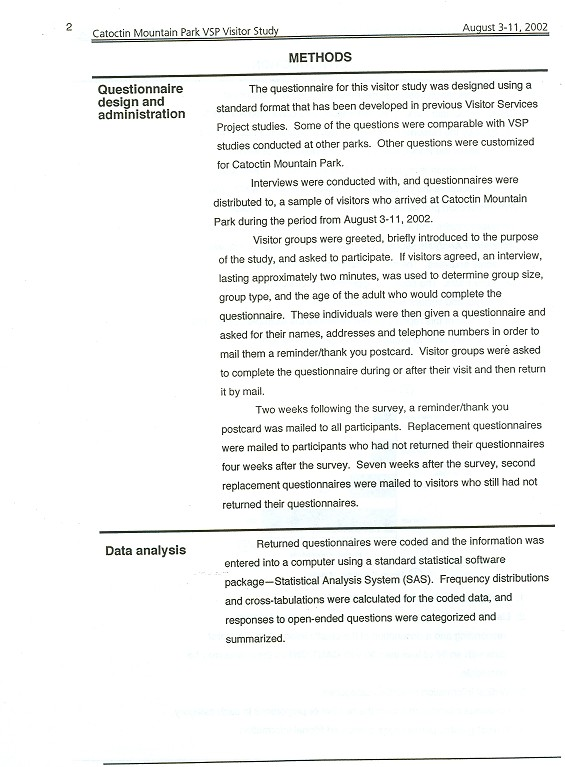 2 Catoctin Mountain Park VSP Visitor Study August 3-11, 2002
METHODS
Questionnaire
design and
administration
The questionnaire for this visitor study was designed using a
standard format that has been developed in previous Visitor Services
Project studies. Some of the questions were comparable with VSP
studies conducted at other parks. Other questions were customized
for Catoctin Mountain Park.
Interviews were conducted with, and questionnaires were
distributed to, a sample of visitors who arrived at Catoctin Mountain
Park during the period from August 3-11, 2002.
Visitor groups were greeted, briefly introduced to the purpose
of the study, and asked to participate. If visitors agreed, an interview,
lasting approximately two minutes, was used to determine group size,
group type, and the age of the adult who would complete the
questionnaire. These individuals were then given a questionnaire and
asked for their names, addresses and telephone numbers in order to
mail them a reminder/thank you postcard. Visitor groups were asked
to complete the questionnaire during or after their visit and then return
it by mail.
Two weeks following the survey, a reminder/thank you
postcard was mailed to all participants. Replacement questionnaires
were mailed to participants who had not returned their questionnaires
four weeks after the survey. Seven weeks after the survey, second
replacement questionnaires were mailed to visitors who still had not
returned their questionnaires.
Data analysis
Returned questionnaires were coded and the information was
entered into a computer using a standard statistical software
package—Statistical Analysis System (SAS). Frequency distributions
and cross-tabulations were calculated for the coded data, and
responses to open-ended questions were categorized and
summarized.